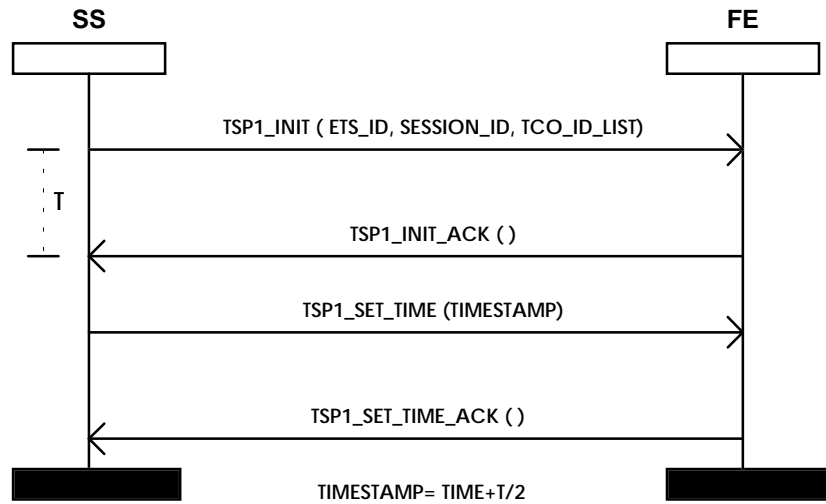 SS
FE
TSP1_INIT ( ETS_ID, SESSION_ID, TCO_ID_LIST)
T
TSP1_INIT_ACK ( )
TSP1_SET_TIME (TIMESTAMP)
TSP1_SET_TIME_ACK ( )
TIMESTAMP= TIME+T/2